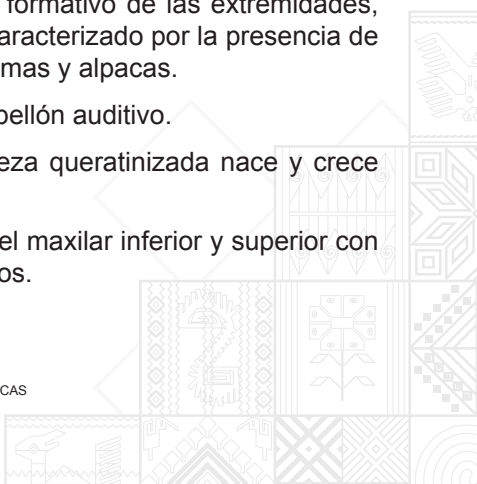 formativo de las extremidades,
caracterizado por la presencia de
mas y alpacas.
bellón auditivo.
eza queratinizada nace y crece
el maxilar inferior y superior con
os.
CAS